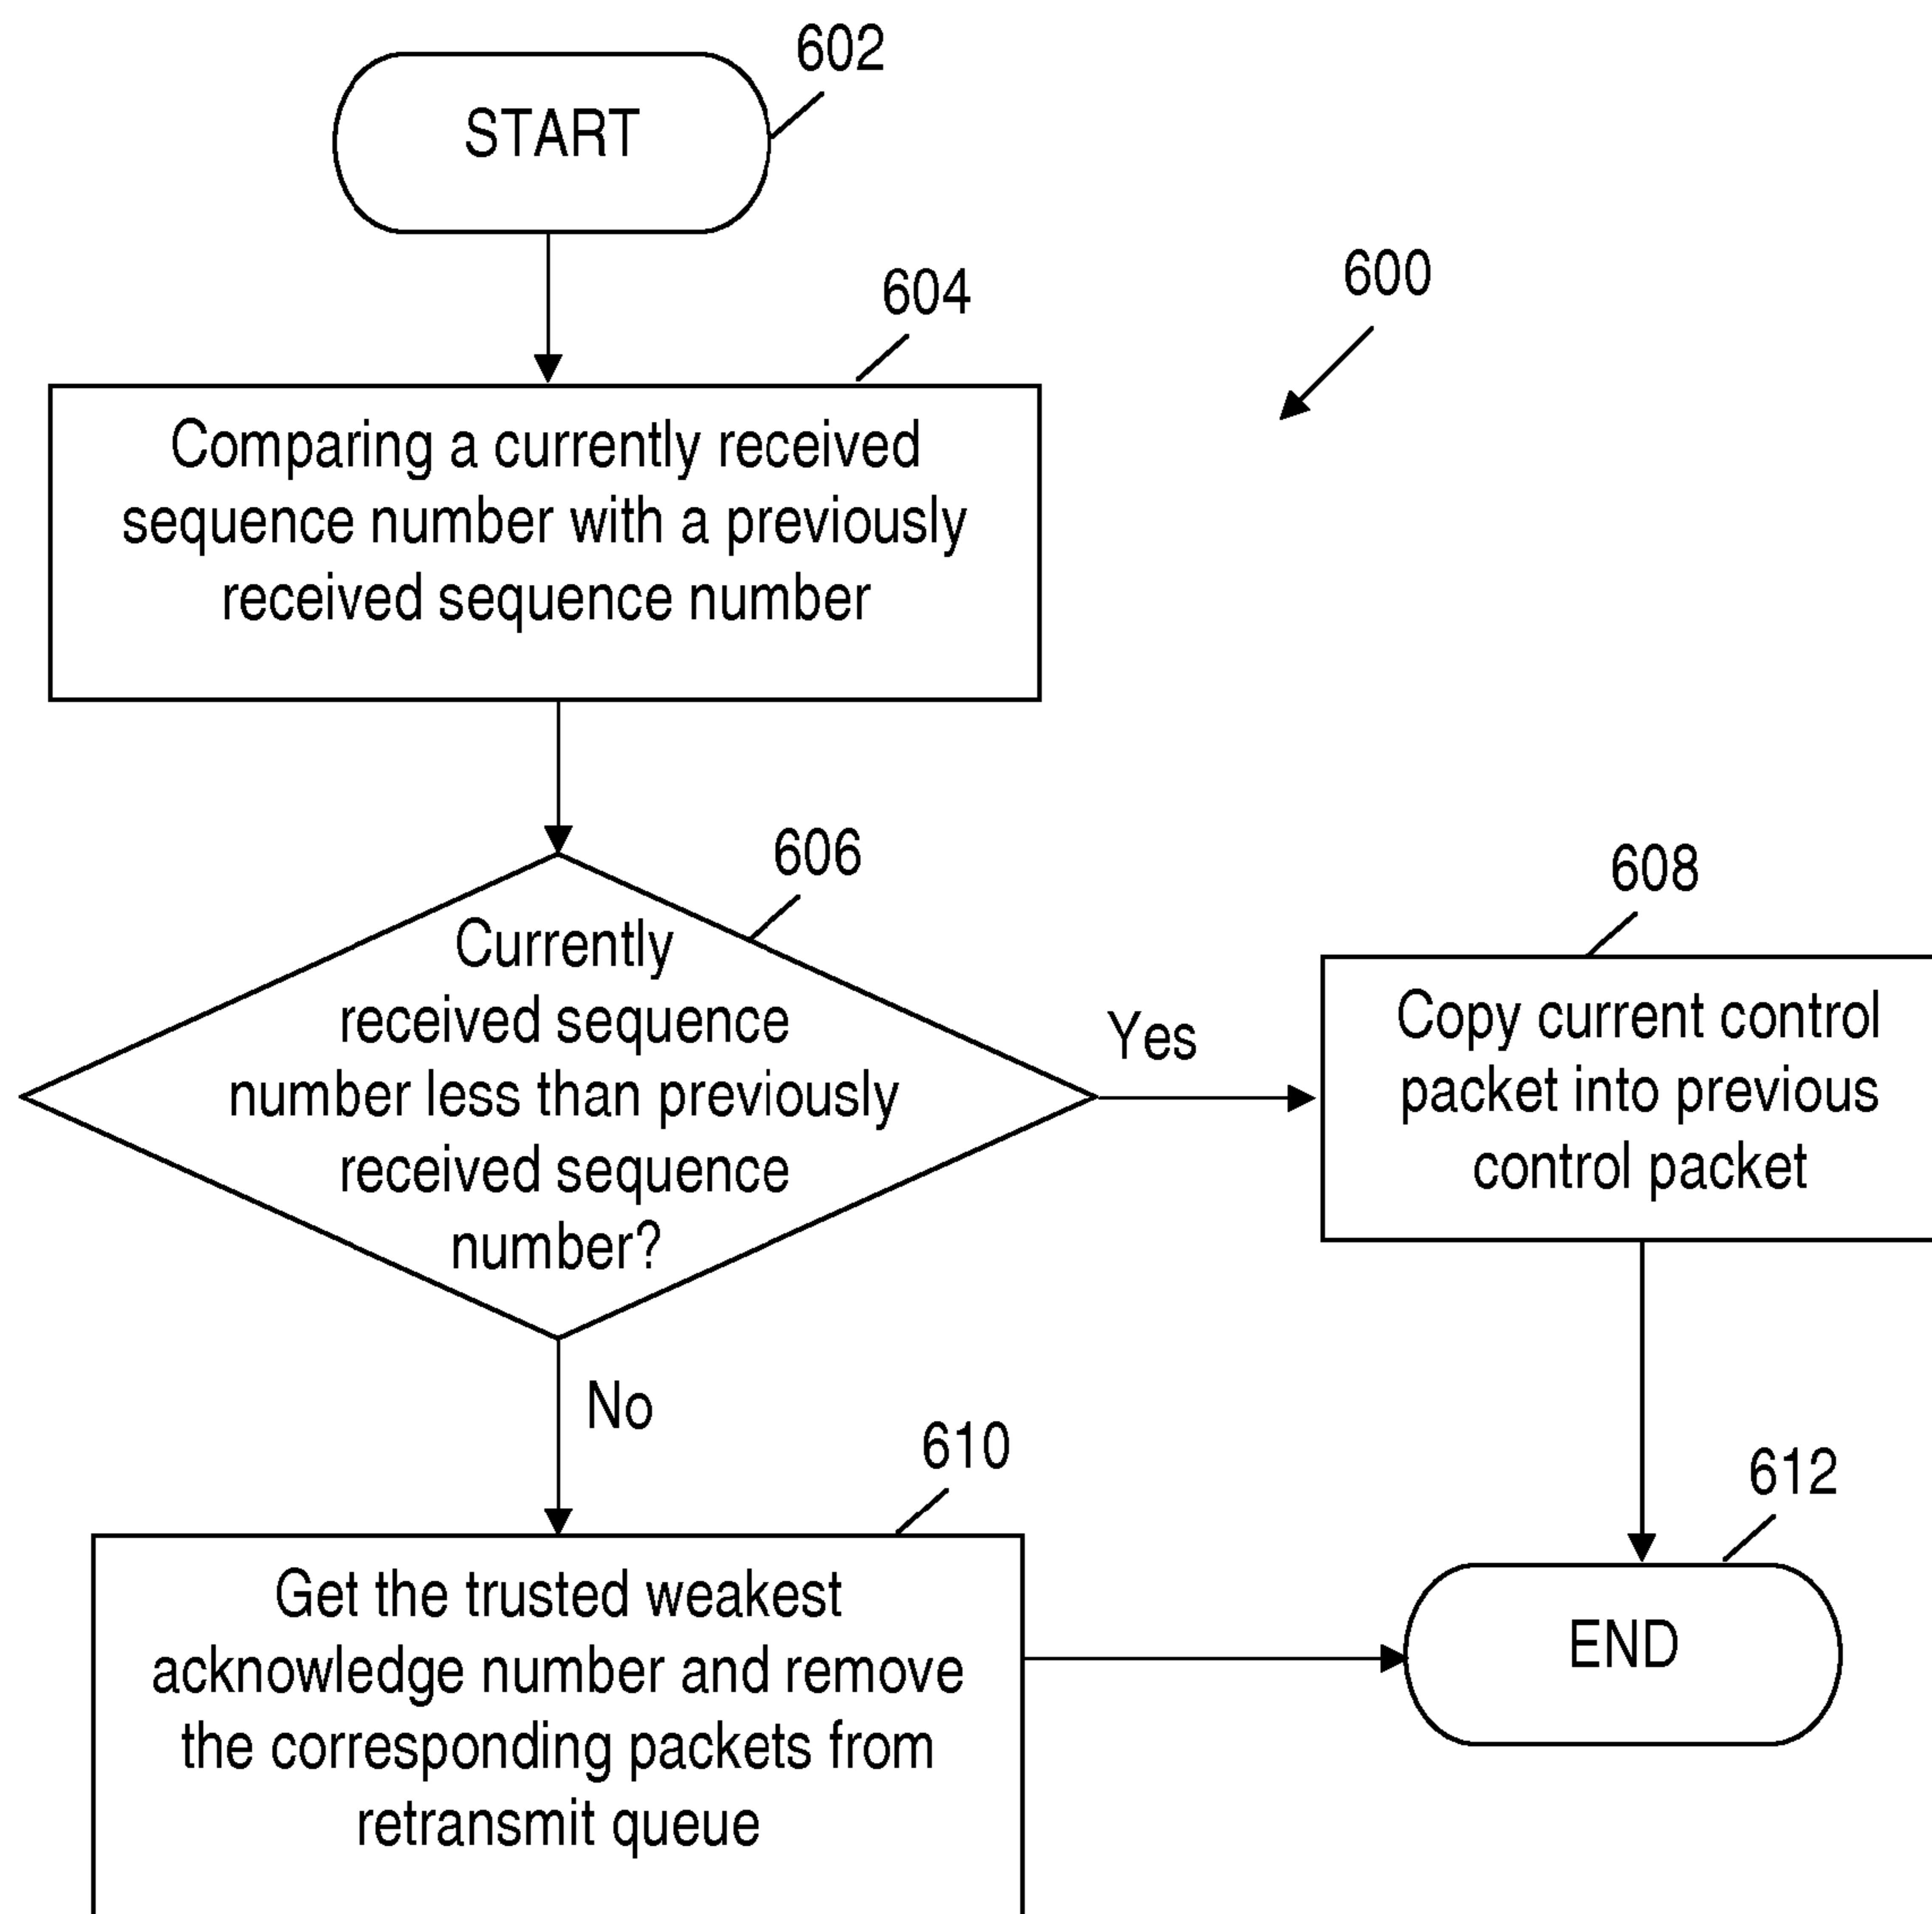 602
START
604
600
Comparing a currently received
sequence number with a previously
received sequence number
606
Currently
received sequence
number less than previously
received sequence
number?
Yes
608
Copy current control
packet into previous
control packet
No
610
Get the trusted weakest
acknowledge number and remove
the corresponding packets from
retransmit queue
612
END